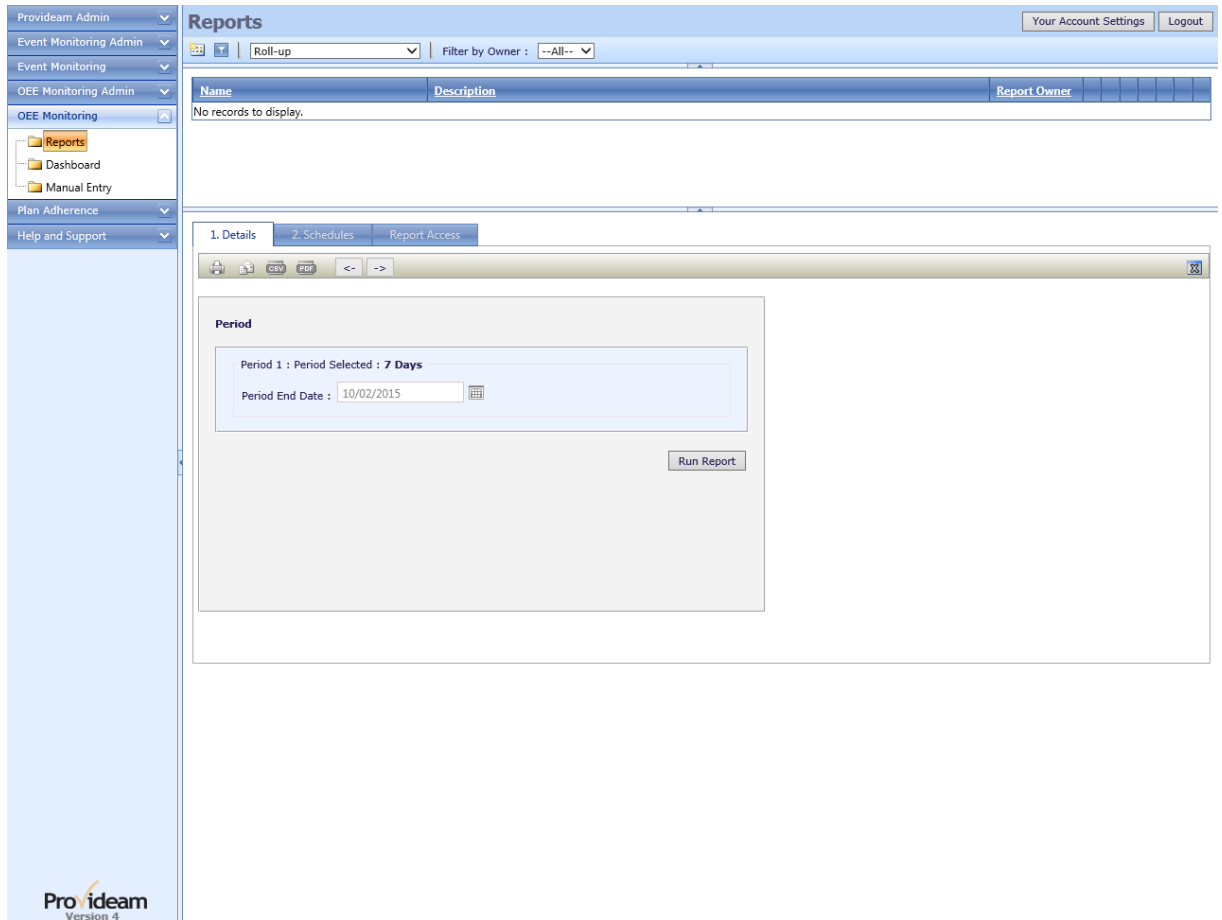 Provideam Admin
Event Monitoring Admin
Event Monitoring
OEE Monitoring Admin
OEE Monitoring
Reports
Dashboard
Manual Entry
Plan Adherence
Help and Support
Provideam
Version 4
Reports
Your Account Settings Logout
Roll-up Filter by Owner : --All--
Name Description Report Owner
No records to display.
1. Details 2. Schedules Report Access
CSV PDF <- ->
Period
Period 1 : Period Selected : 7 Days
Period End Date : 10/02/2015
Run Report